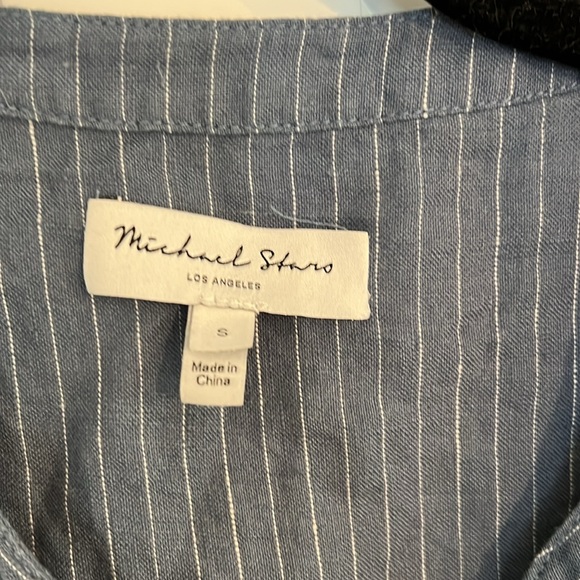 Michael Stars
LOS ANGELES
S
Made in
China